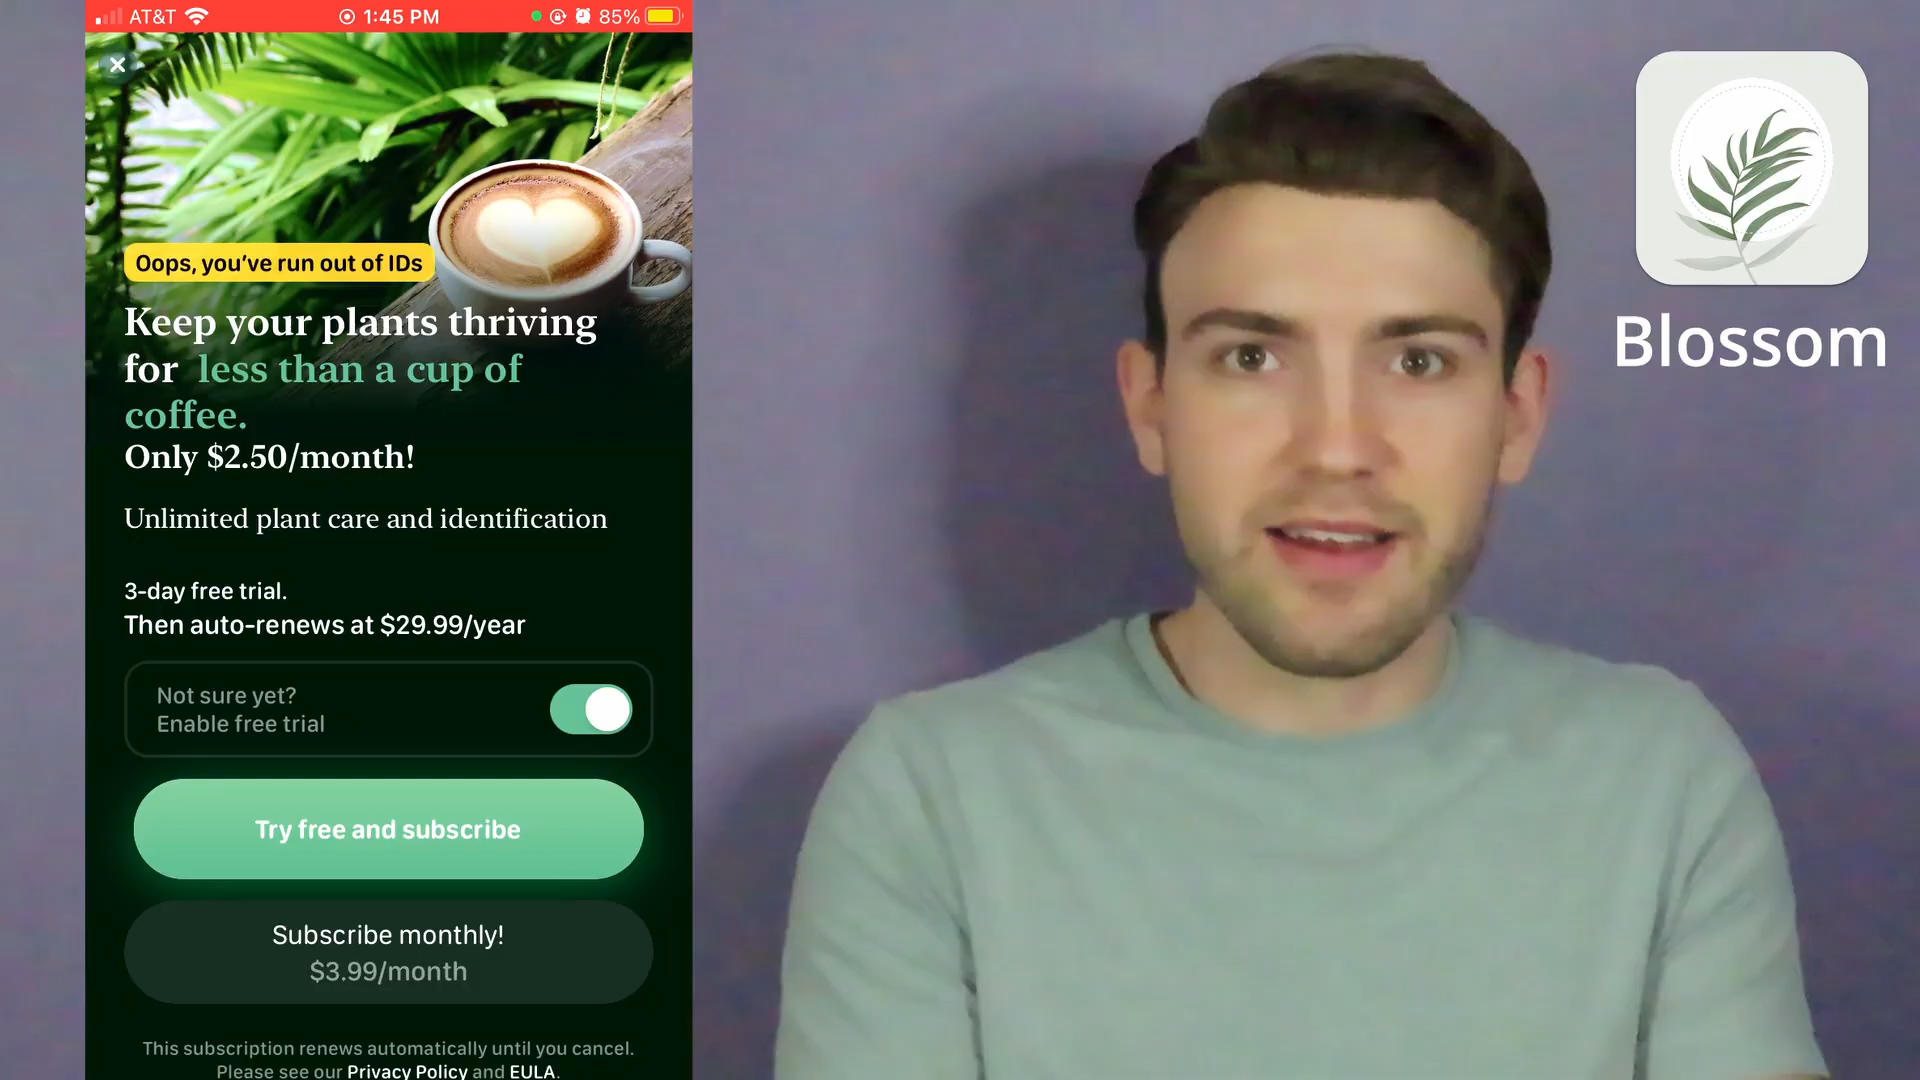 AT&T 1:45 PM 85%
Oops, you’ve run out of IDs
Keep your plants thriving
for less than a cup of
coffee.
Only $2.50/month!
Unlimited plant care and identification
3-day free trial.
Then auto-renews at $29.99/year
Not sure yet?
Enable free trial
Try free and subscribe
Subscribe monthly!
$3.99/month
This subscription renews automatically until you cancel.
Please see our Privacy Policy and EULA.
Blossom